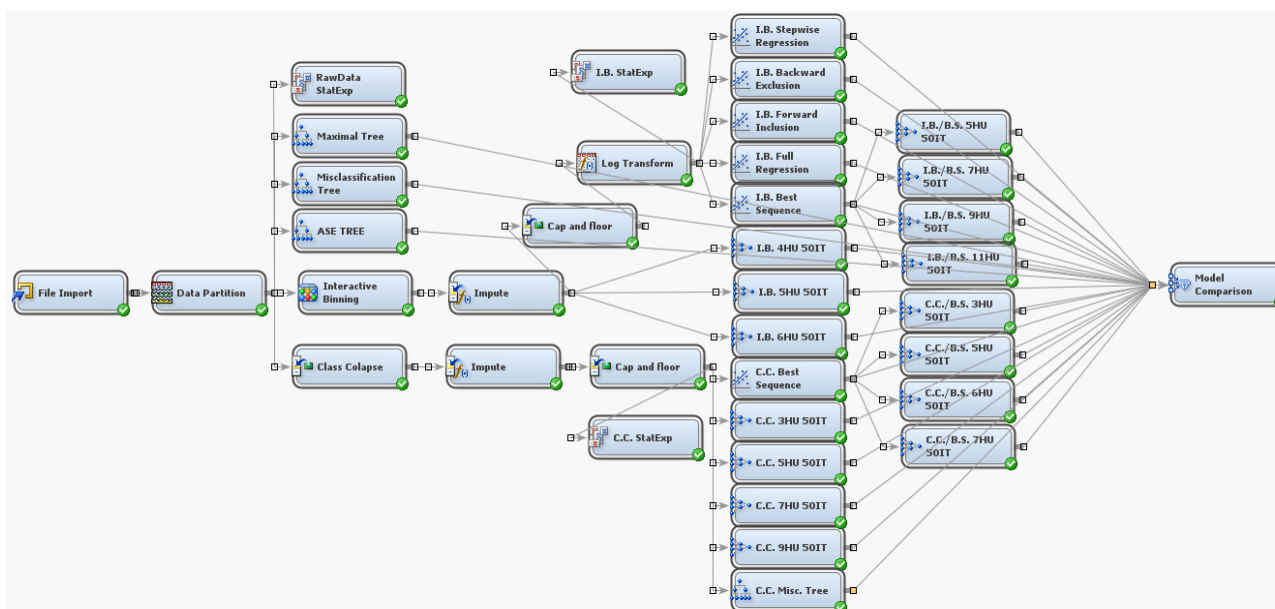 File Import
Data Partition
RawData
StatExp
Maximal Tree
Misclassification
Tree
ASE TREE
Interactive
Binning
Class Colapse
Impute
Impute
I.B. StatExp
Log Transform
Cap and floor
Cap and floor
C.C. StatExp
I.B. Stepwise
Regression
I.B. Backward
Exclusion
I.B. Forward
Inclusion
I.B. Full
Regression
I.B. Best
Sequence
I.B. 4HU 50IT
I.B. 5HU 50IT
I.B. 6HU 50IT
C.C. Best
Sequence
C.C. 3HU 50IT
C.C. 5HU 50IT
C.C. 7HU 50IT
C.C. 9HU 50IT
C.C. Misc. Tree
I.B./B.S. 5HU
50IT
I.B./B.S. 7HU
50IT
I.B./B.S. 9HU
50IT
I.B./B.S. 11HU
50IT
C.C./B.S. 3HU
50IT
C.C./B.S. 5HU
50IT
C.C./B.S. 6HU
50IT
C.C./B.S. 7HU
50IT
Model
Comparison